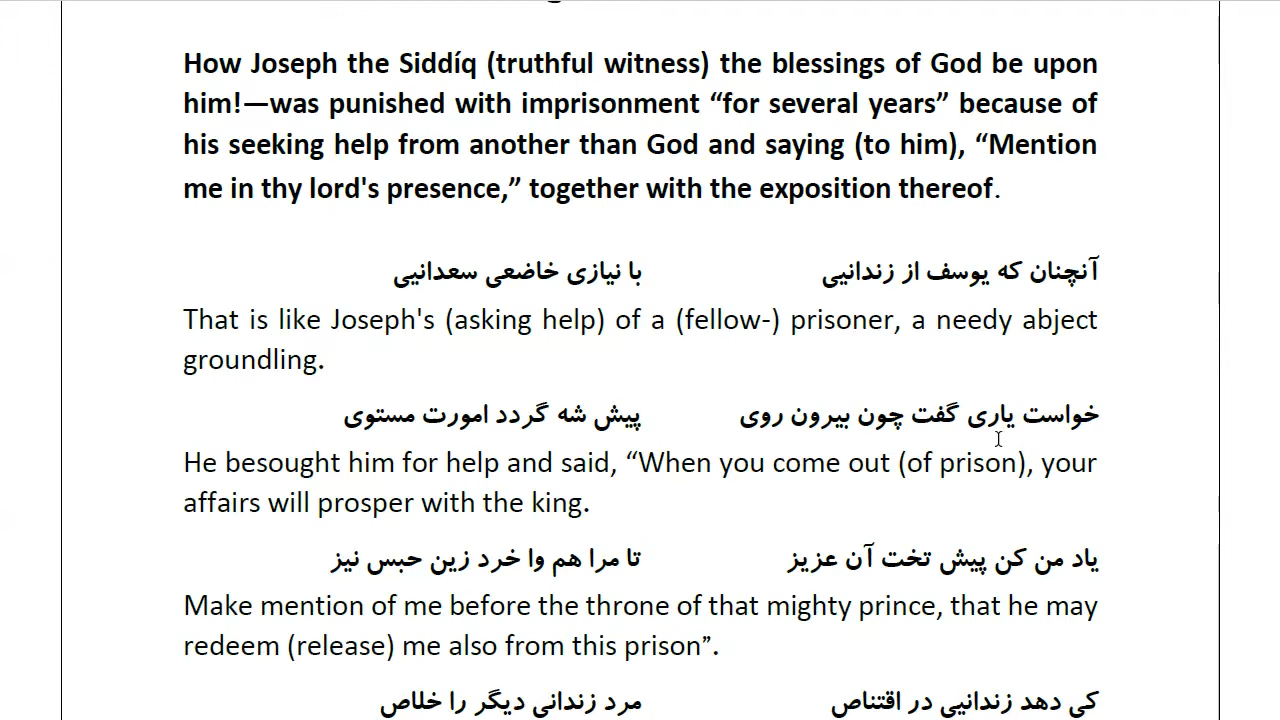 How Joseph the Siddíq (truthful witness) the blessings of God be upon
him!—was punished with imprisonment “for several years” because of
his seeking help from another than God and saying (to him), “Mention
me in thy lord's presence,” together with the exposition thereof.
آنچنان که یوسف از زندانیی با نیازی خاضعی سعدانیی
That is like Joseph's (asking help) of a (fellow-) prisoner, a needy abject
groundling.
خواست یاری گفت چون بیرون روی پیش شه گردد امورت مستوی
He besought him for help and said, “When you come out (of prison), your
affairs will prosper with the king.
یاد من کن پیش تخت آن عزیز تا مرا هم وا خرد زین حبس نیز
Make mention of me before the throne of that mighty prince, that he may
redeem (release) me also from this prison”.
کی دهد زندانیی در اقتناص مرد زندانی دیگر را خلاص